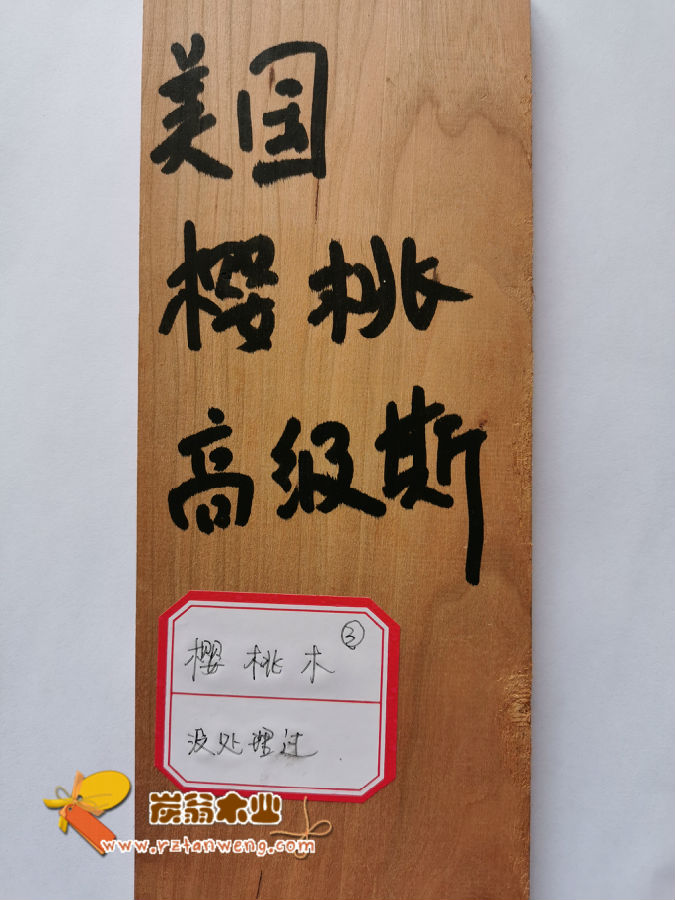 美国
樱桃
高级斯
③
樱桃木
没处理过
炭翁木业
www.rztanweng.com